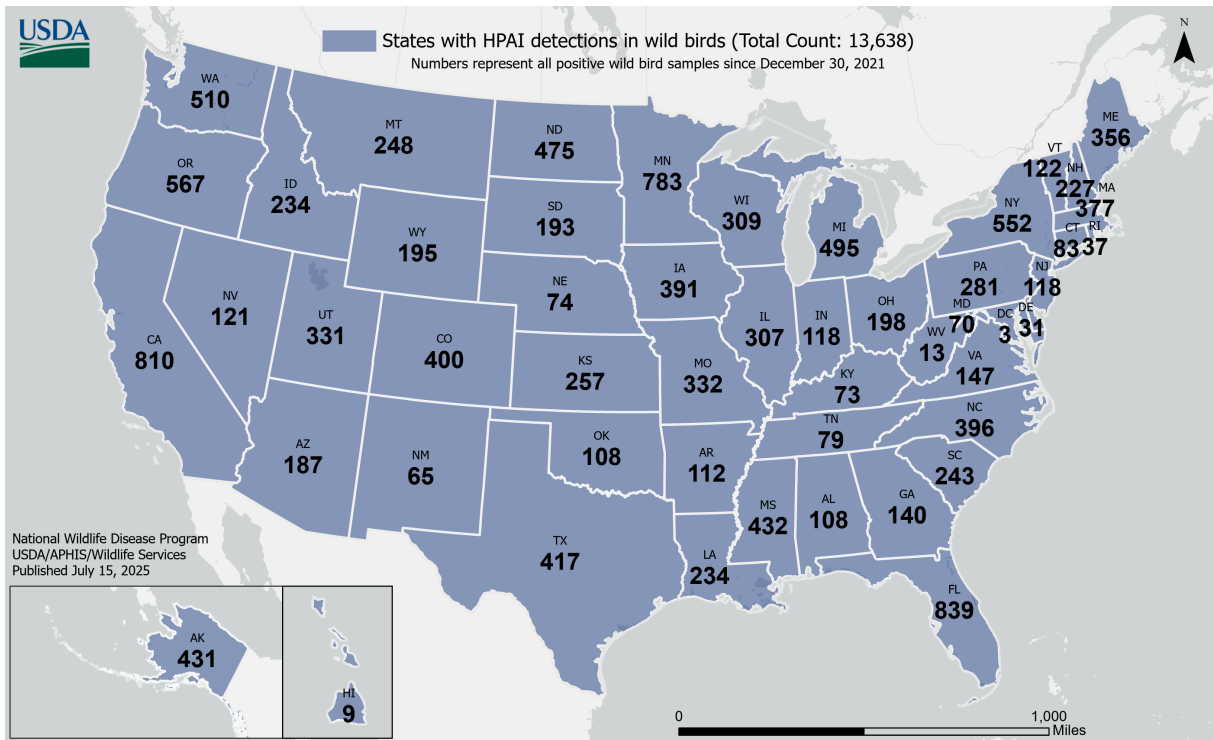 USDA
States with HPAI detections in wild birds (Total Count: 13,638)
Numbers represent all positive wild bird samples since December 30, 2021
N
WA
510
MT
248
ND
475
MN
783
ME
356
VT
122
NH
227
MA
377
OR
567
ID
234
WY
195
SD
193
WI
309
MI
495
NY
552
CT
83
RI
37
NV
121
UT
331
CO
400
NE
74
IA
391
IL
307
IN
118
OH
198
PA
281
NJ
118
MD
70
DC
3
DE
31
WV
13
VA
147
CA
810
KS
257
MO
332
KY
73
NC
396
TN
79
SC
243
AZ
187
NM
65
OK
108
AR
112
MS
432
AL
108
GA
140
TX
417
LA
234
FL
839
National Wildlife Disease Program
USDA/APHIS/Wildlife Services
Published July 15, 2025
AK
431
HI
9
0
1,000
Miles